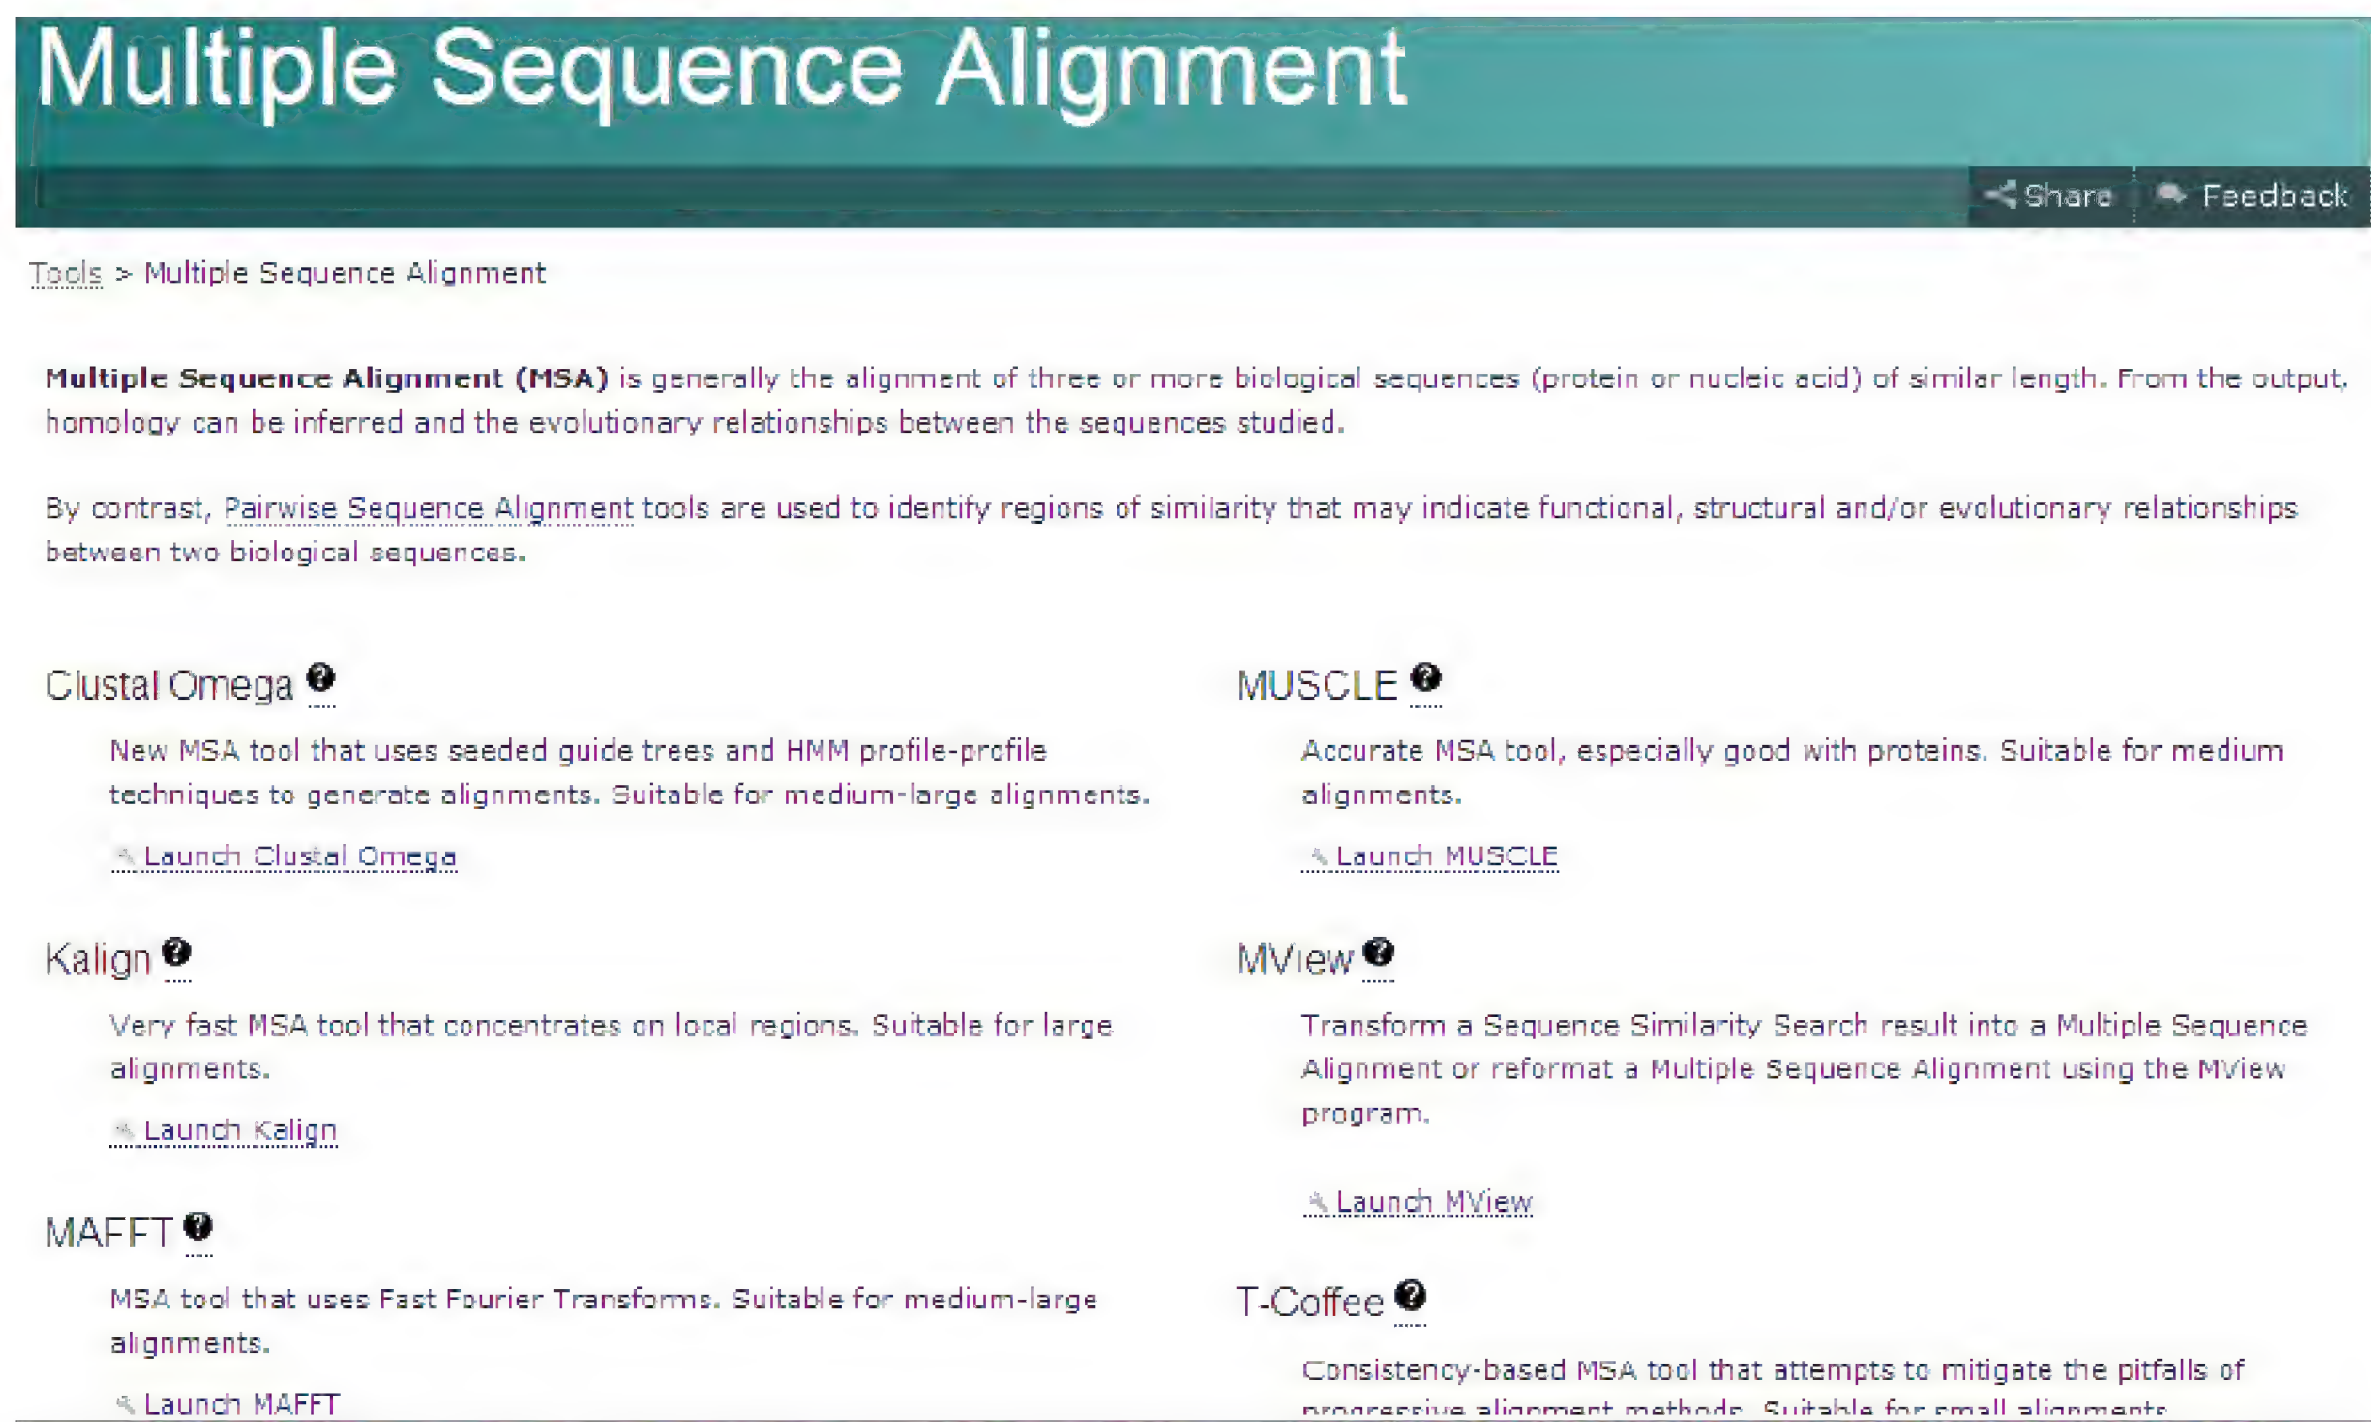 Multiple Sequence Alignment
Share
Feedback
Tools > Multiple Sequence Alignment
Multiple Sequence Alignment (MSA) is generally the alignment of three or more biological sequences (protein or nucleic acid) of similar length. From the output,
homology can be inferred and the evolutionary relationships between the sequences studied.
By contrast, Pairwise Sequence Alignment tools are used to identify regions of similarity that may indicate functional, structural and/or evolutionary relationships
between two biological sequences.
Clustal Omega ?
New MSA tool that uses seeded guide trees and HMM profile-profile
techniques to generate alignments. Suitable for medium-large alignments.
Launch Clustal Omega
Kalign ?
Very fast MSA tool that concentrates on local regions. Suitable for large
alignments.
Launch Kalign
MAFFT ?
MSA tool that uses Fast Fourier Transforms. Suitable for medium-large
alignments.
Launch MAFFT
MUSCLE ?
Accurate MSA tool, especially good with proteins. Suitable for medium
alignments.
Launch MUSCLE
MView ?
Transform a Sequence Similarity Search result into a Multiple Sequence
Alignment or reformat a Multiple Sequence Alignment using the MView
program.
Launch MView
T-Coffee ?
Consistency-based MSA tool that attempts to mitigate the pitfalls of
progressive alignment methods. Suitable for small alignments